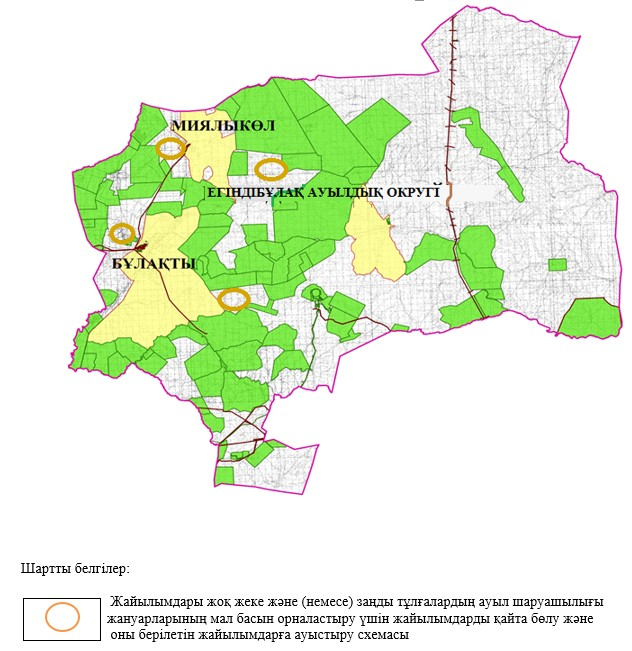 МИЯЛЫКӨЛ
ЕГІНДІБҰЛАҚ АУЫЛДЫҚ ОКРУГІ
БҰЛАҚТЫ
Шартты белгілер:
Жайылымдары жоқ жеке және (немесе) заңды тұлғалардың ауыл шаруашылығы
жануарларының мал басын орналастыру үшін жайылымдарды қайта бөлу және
оны берілетін жайылымдарға ауыстыру схемасы